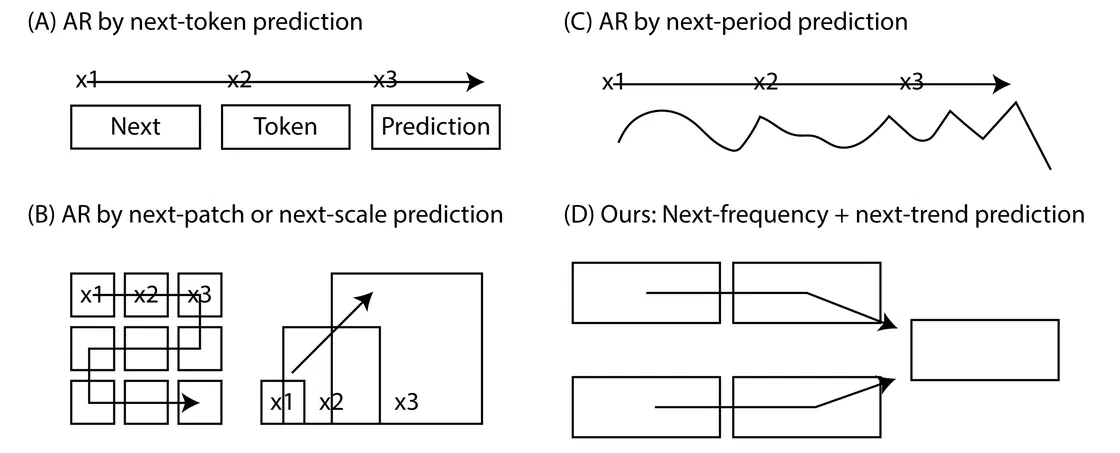 (A) AR by next-token prediction
x1 x2 x3
Next Token Prediction
(B) AR by next-patch or next-scale prediction
x1 x2 x3
x1 x2 x3
(C) AR by next-period prediction
x1 x2 x3
(D) Ours: Next-frequency + next-trend prediction